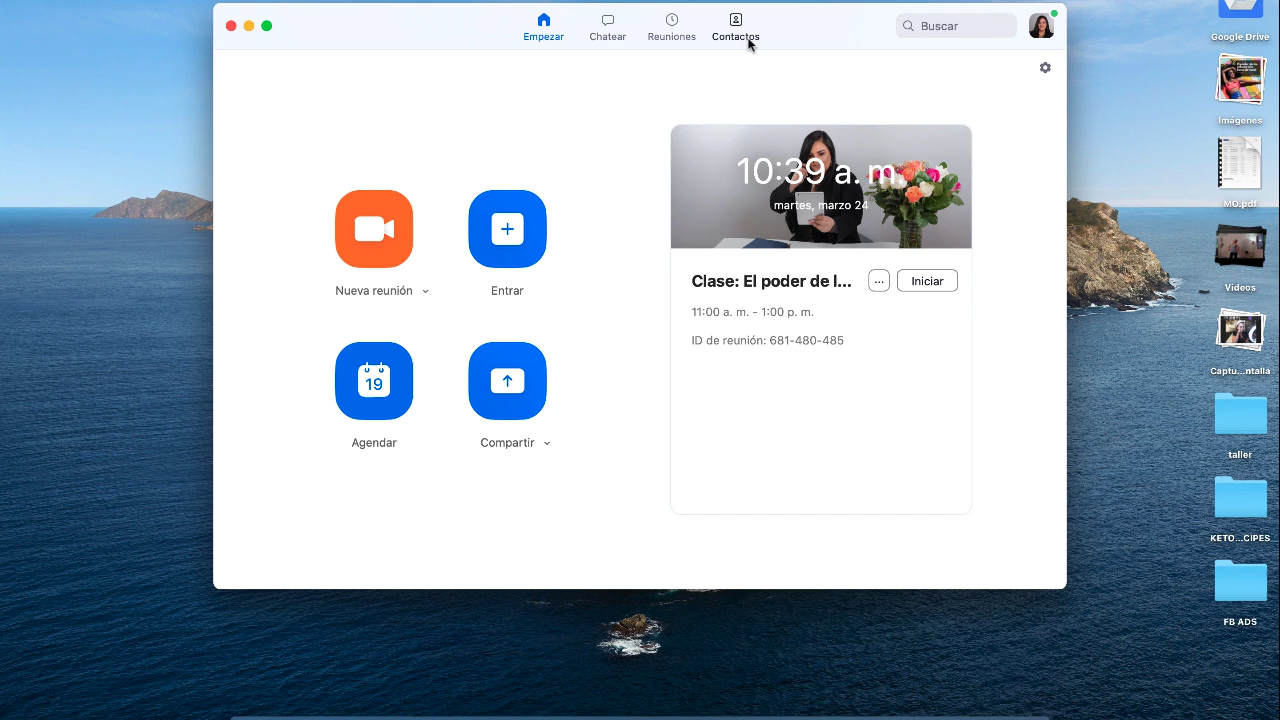 Empezar
Chatear
Reuniones
Contactos
Buscar
Nueva reunión
Entrar
19
Agendar
Compartir
10:39 a. m.
martes, marzo 24
Clase: El poder de l...
...
Iniciar
11:00 a. m. - 1:00 p. m.
ID de reunión: 681-480-485
Google Drive
Imágenes
MO.pdf
Videos
Captu...ntalla
taller
KETO...CIPES
FB ADS